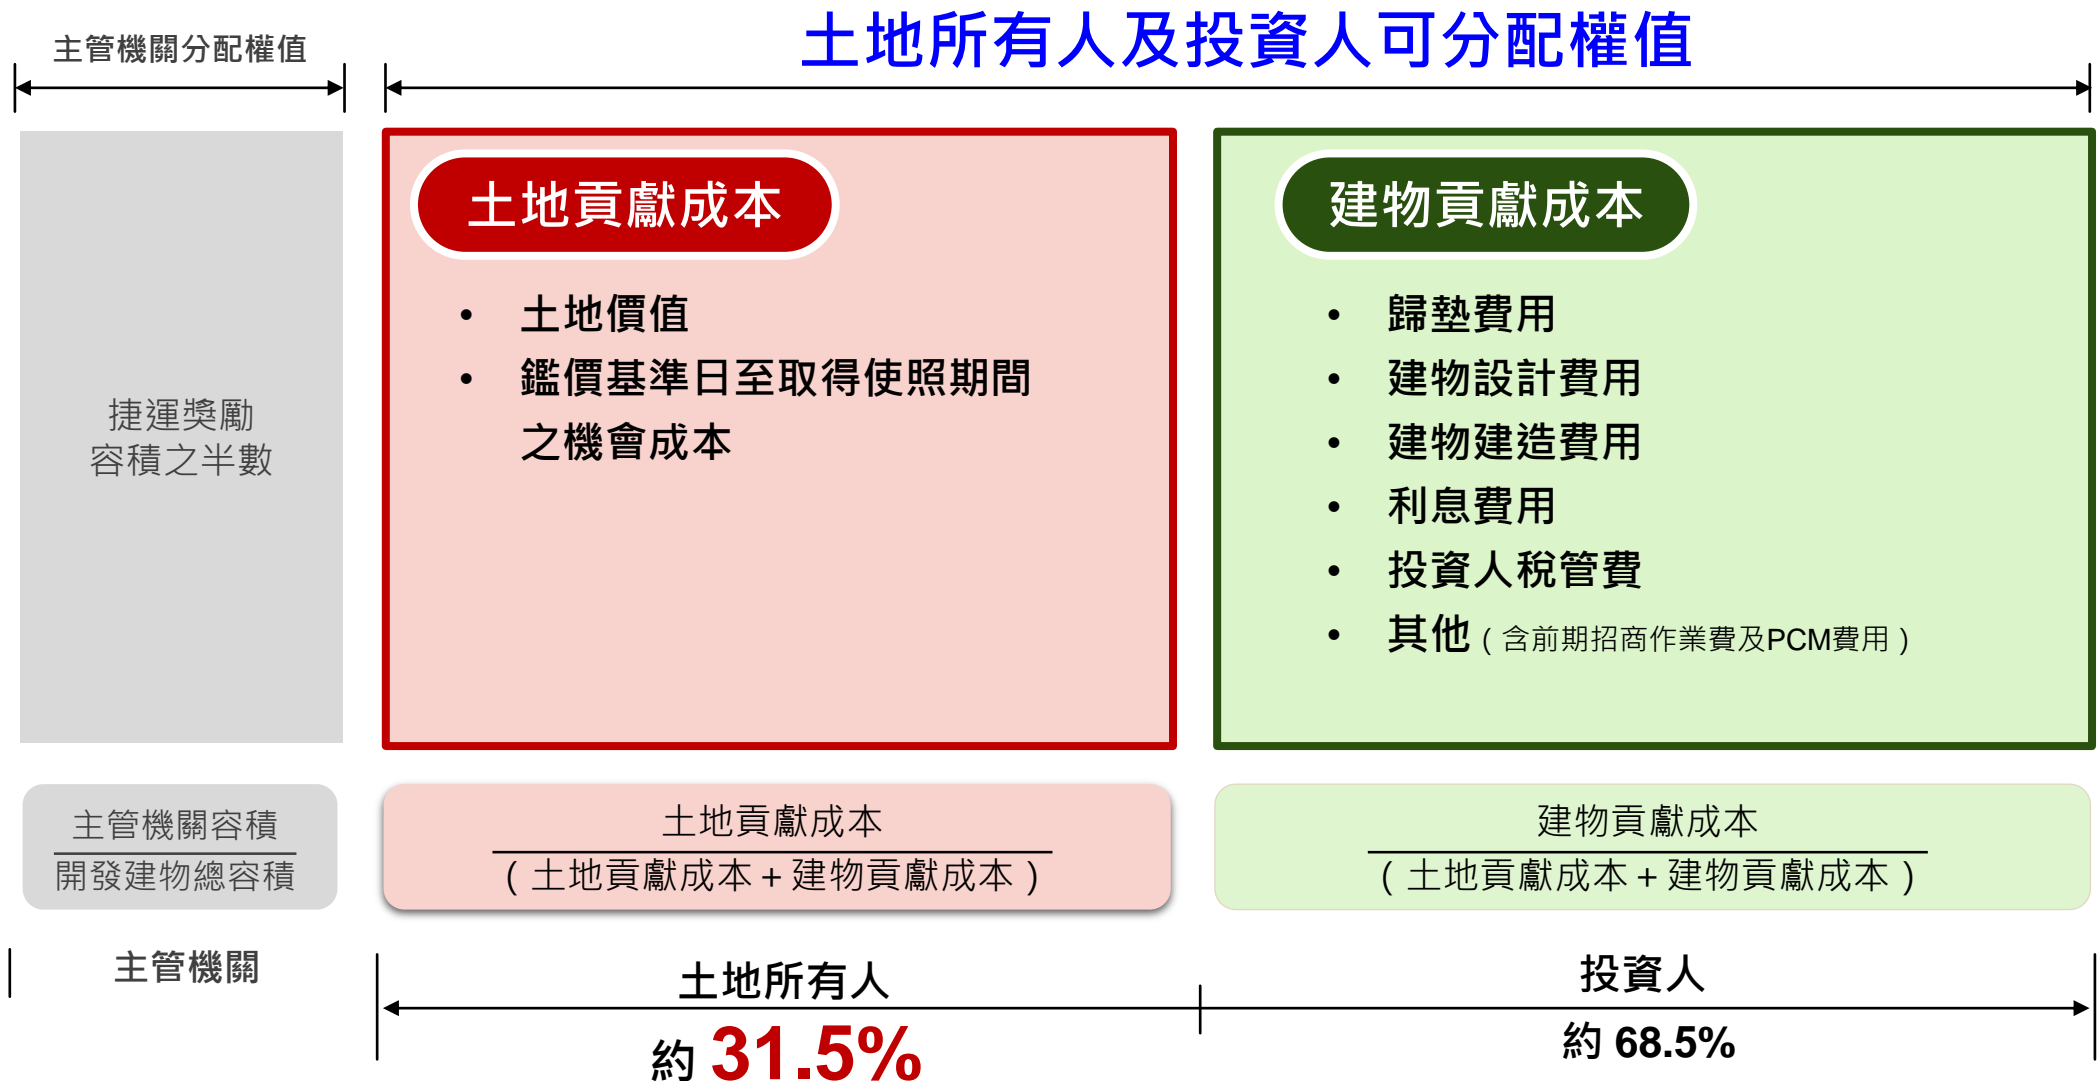 主管機關分配權值
土地所有人及投資人可分配權值
捷運獎勵
容積之半數
土地貢獻成本
• 土地價值
• 鑑價基準日至取得使照期間
之機會成本
建物貢獻成本
• 歸墊費用
• 建物設計費用
• 建物建造費用
• 利息費用
• 投資人稅管費
• 其他（含前期招商作業費及PCM費用）
主管機關容積
開發建物總容積
土地貢獻成本
（土地貢獻成本+建物貢獻成本）
建物貢獻成本
（土地貢獻成本+建物貢獻成本）
主管機關
土地所有人
約 31.5%
投資人
約 68.5%